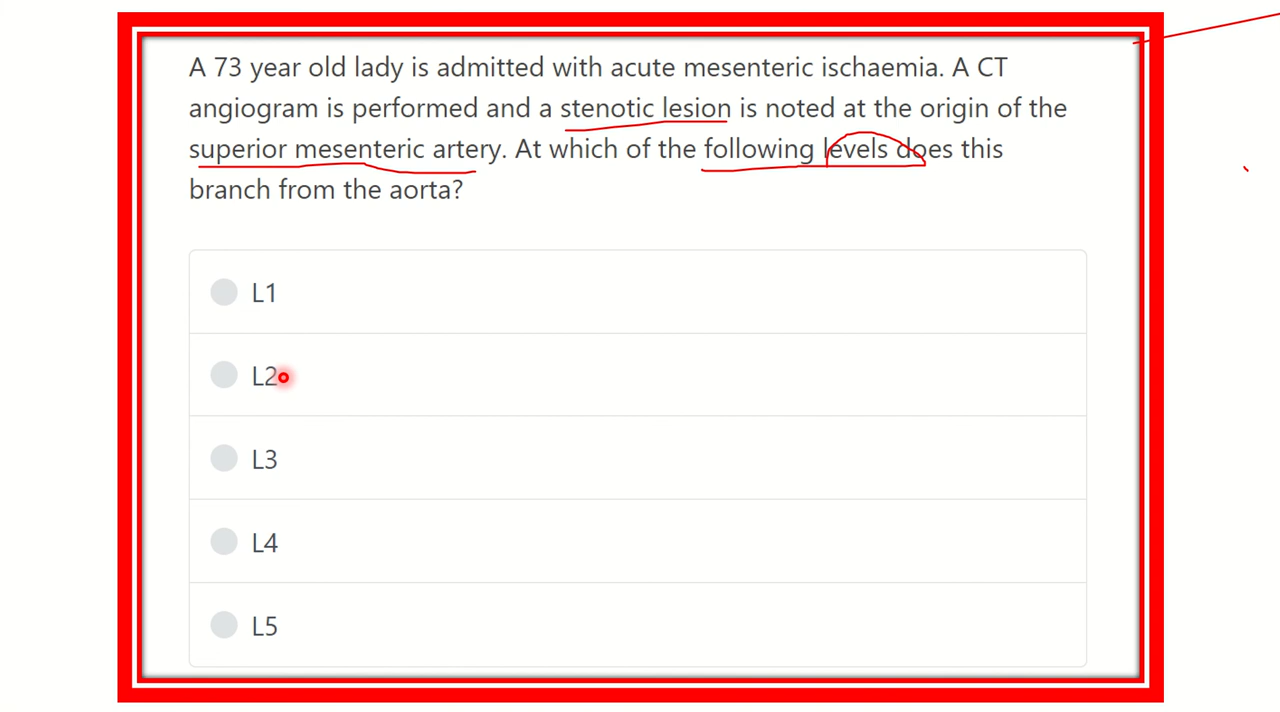 A 73 year old lady is admitted with acute mesenteric ischaemia. A CT
angiogram is performed and a stenotic lesion is noted at the origin of the
superior mesenteric artery. At which of the following levels does this
branch from the aorta?
L1
L2
L3
L4
L5